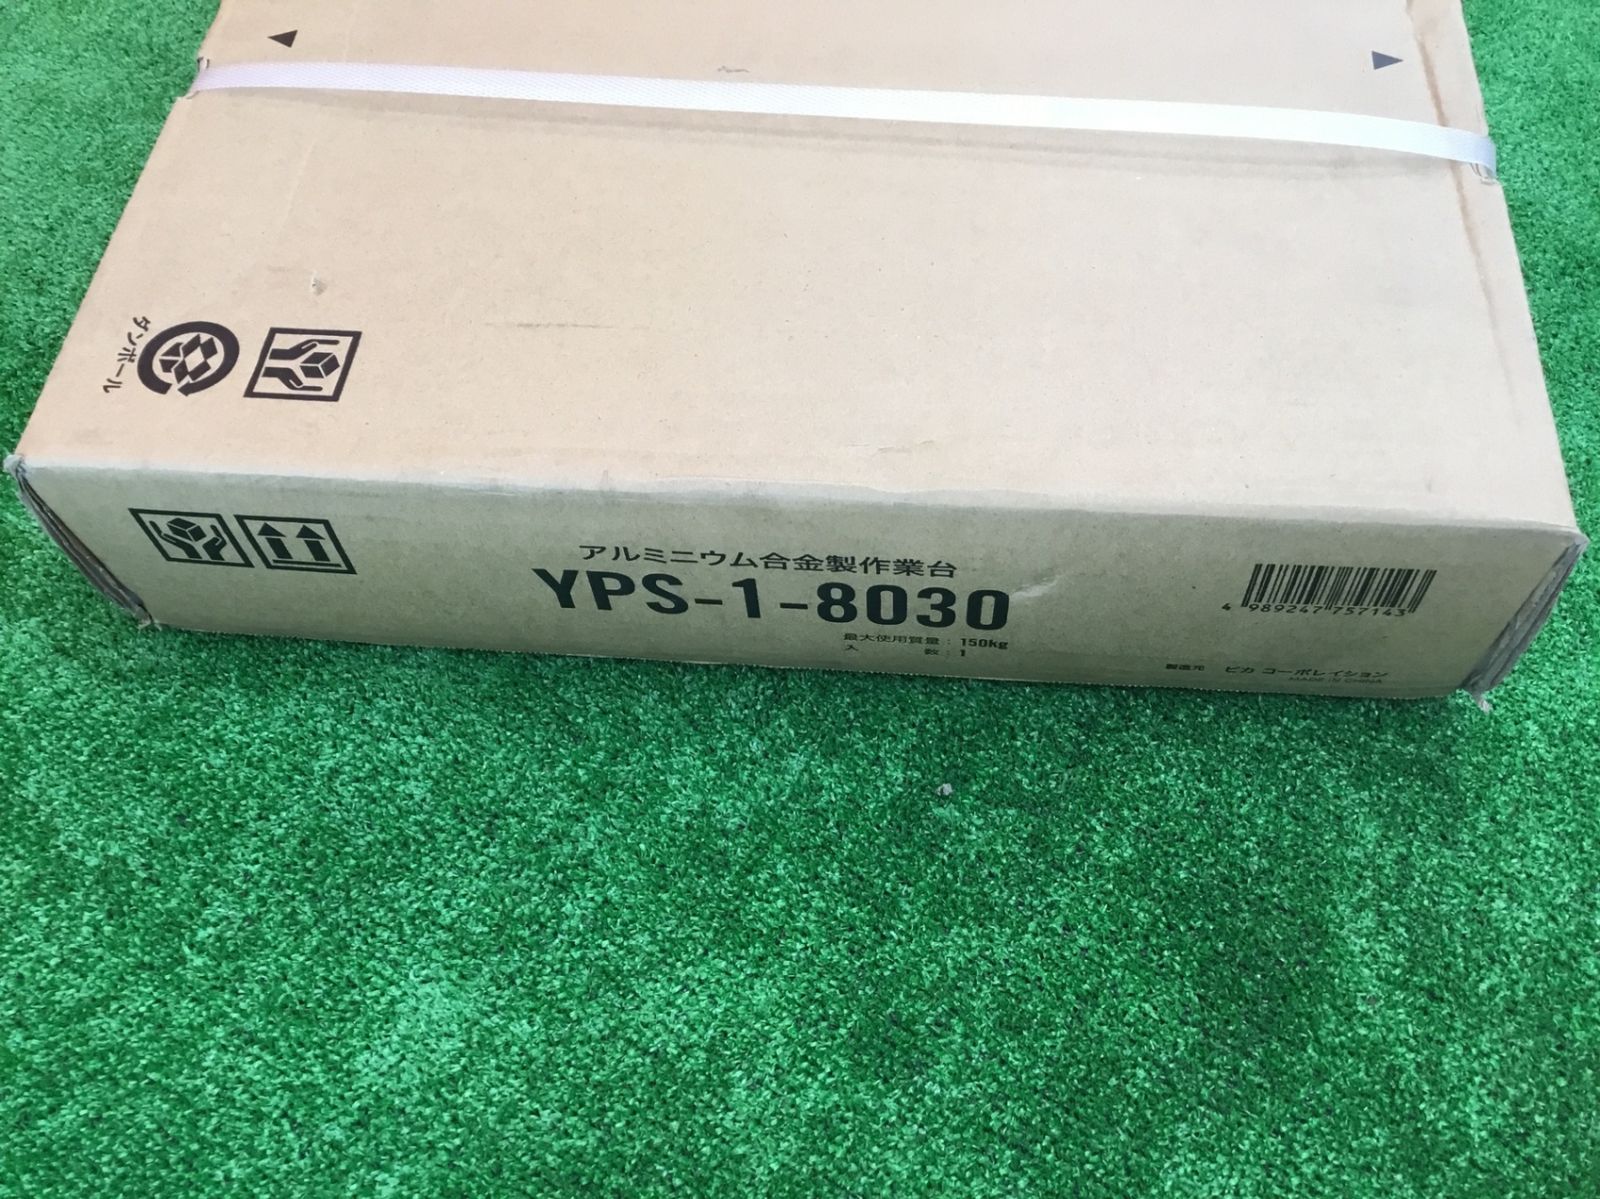 ダンボール
アルミニウム合金製作業台
YPS-1-8030
最大使用質量：150kg
入 数：1
4 989247 757143
製造元 ピカ コーポレイション
MADE IN CHINA